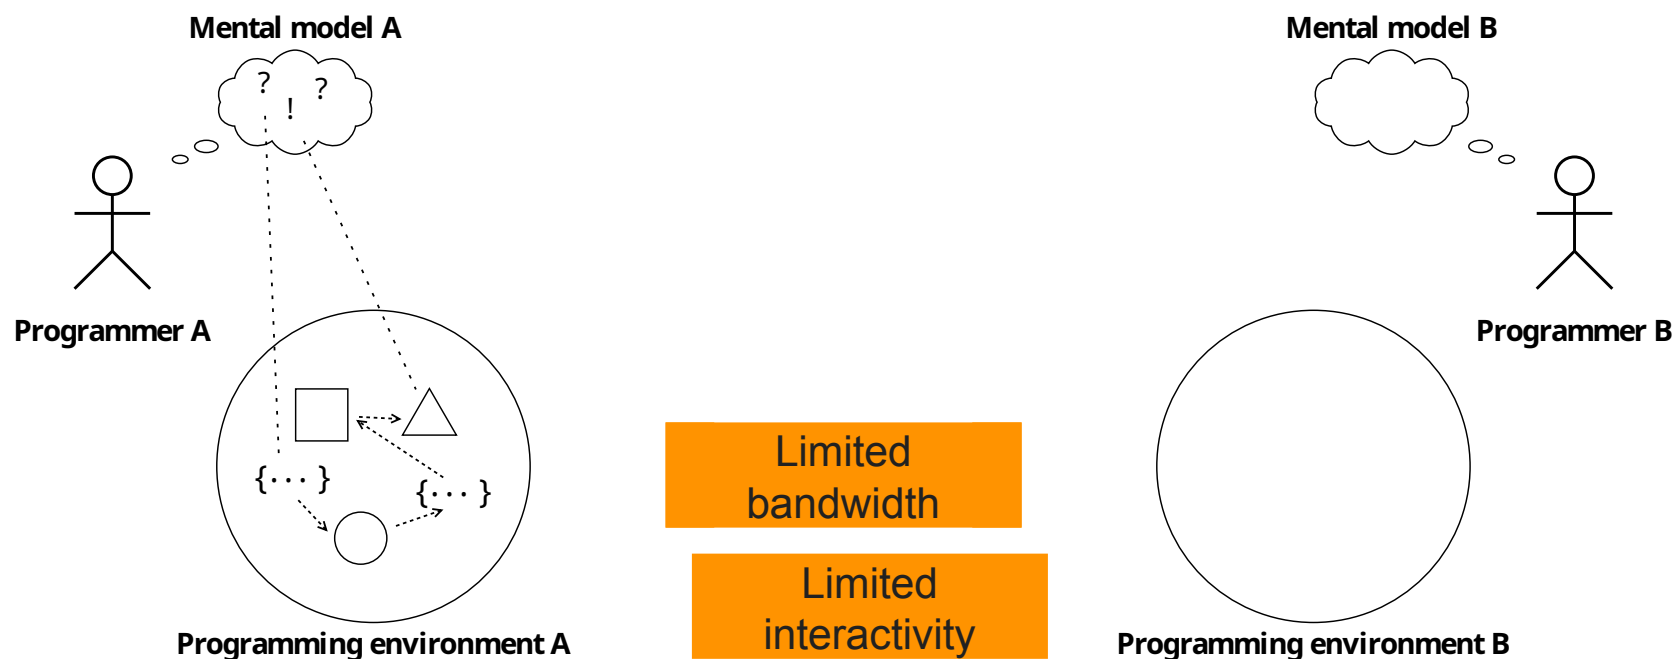 Mental model A
Mental model B
? ?
!
Programmer A
Programmer B
{··· }
{··· }
Limited
bandwidth
Limited
interactivity
Programming environment A
Programming environment B